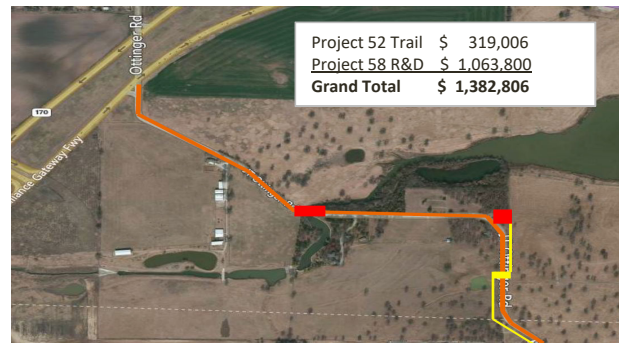 Ottinger Rd
Project 52 Trail $ 319,006
Project 58 R&D $ 1,063,800
Grand Total $ 1,382,806
170
iance Gateway Fwy